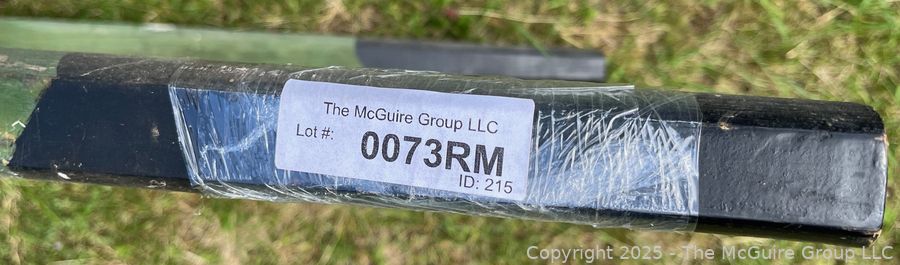 The McGuire Group LLC
Lot #:
0073RM
ID: 215
Copyright 2025 - The McGuire Group LLC